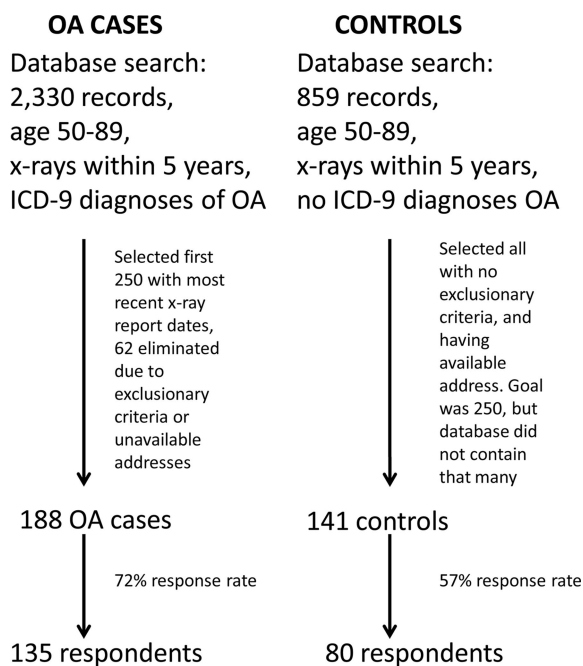 OA CASES
Database search:
2,330 records,
age 50-89,
x-rays within 5 years,
ICD-9 diagnoses of OA
Selected first
250 with most
recent x-ray
report dates,
62 eliminated
due to
exclusionary
criteria or
unavailable
addresses
188 OA cases
72% response rate
135 respondents
CONTROLS
Database search:
859 records,
age 50-89,
x-rays within 5 years,
no ICD-9 diagnoses OA
Selected all
with no
exclusionary
criteria, and
having
available
address. Goal
was 250, but
database did
not contain
that many
141 controls
57% response rate
80 respondents